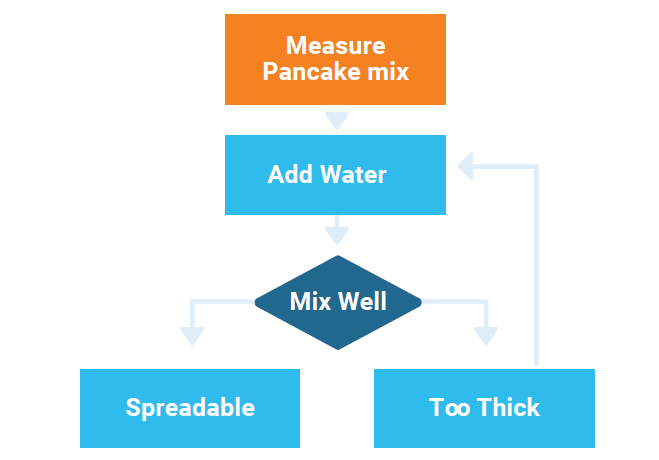 Measure
Pancake mix
Add Water
Mix Well
Spreadable
Too Thick